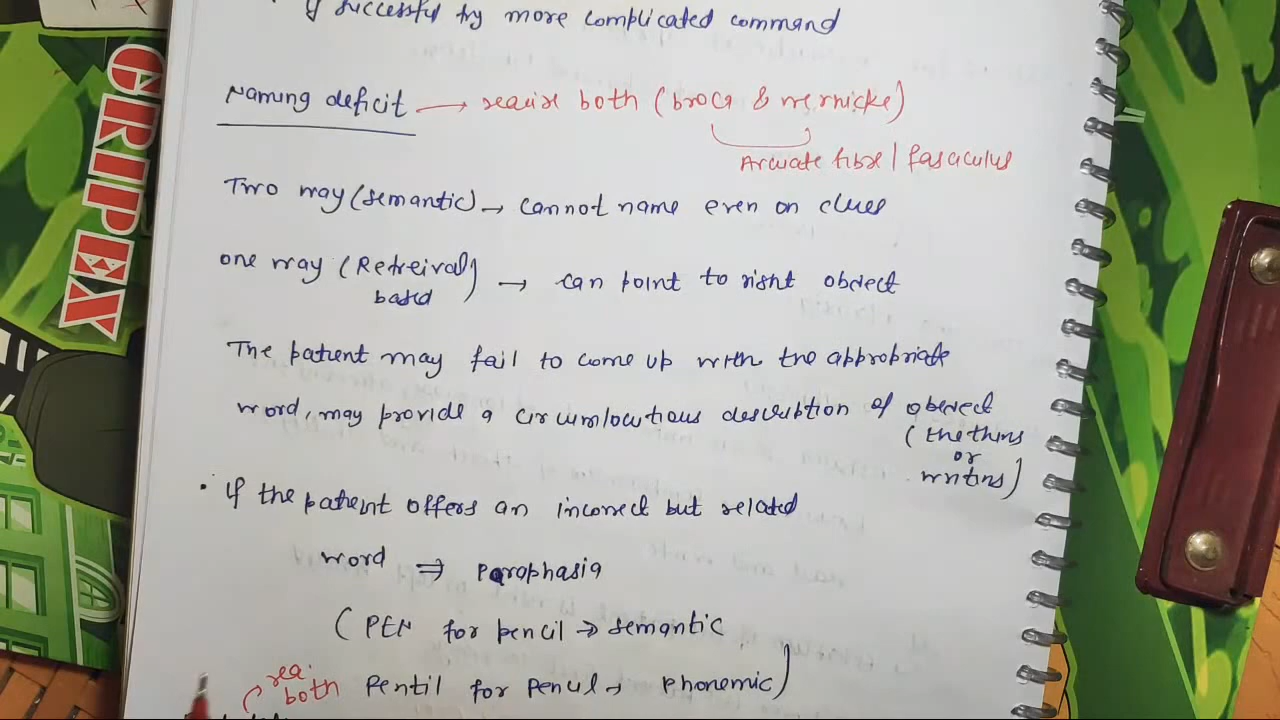 if successful try more complicated command
Naming deficit → require both (broca & wernicke)
Arcuate fibre / fasciculus
Two way (semantic) → cannot name even on clues
one way (Retreival based) → can point to right object
The patient may fail to come up with the appropriate
word, may provide a circumlocutious description of object
(the thing
or
writing)
• if the patient offers an incorrect but related
word ⇒ Paraphasia
(PEN for pencil → semantic
both Pentil for Pencil → Phonemic)
CRIPEX